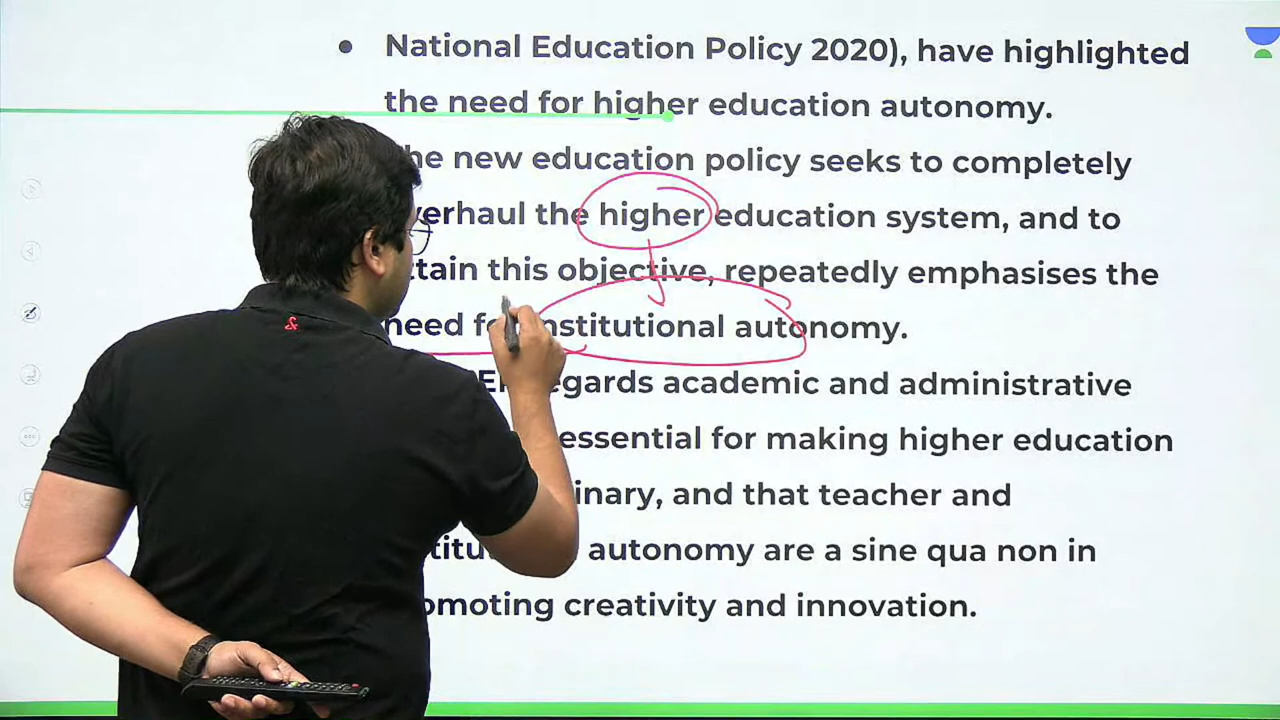 National Education Policy 2020), have highlighted
the need for higher education autonomy.
he new education policy seeks to completely
verhaul the higher education system, and to
ttain this objective, repeatedly emphasises the
need institutional autonomy.
regards academic and administrative
essential for making higher education
inary, and that teacher and
autonomy are a sine qua non in
omoting creativity and innovation.